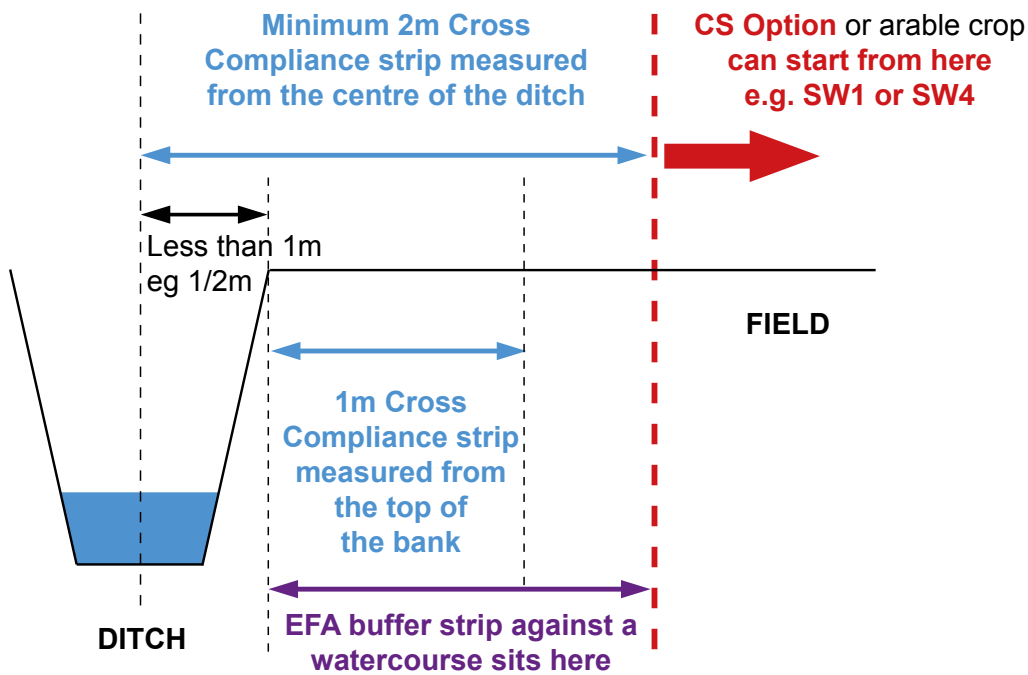 Minimum 2m Cross
Compliance strip measured
from the centre of the ditch
CS Option or arable crop
can start from here
e.g. SW1 or SW4
Less than 1m
eg 1/2m
FIELD
1m Cross
Compliance strip
measured from
the top of
the bank
DITCH
EFA buffer strip against a
watercourse sits here